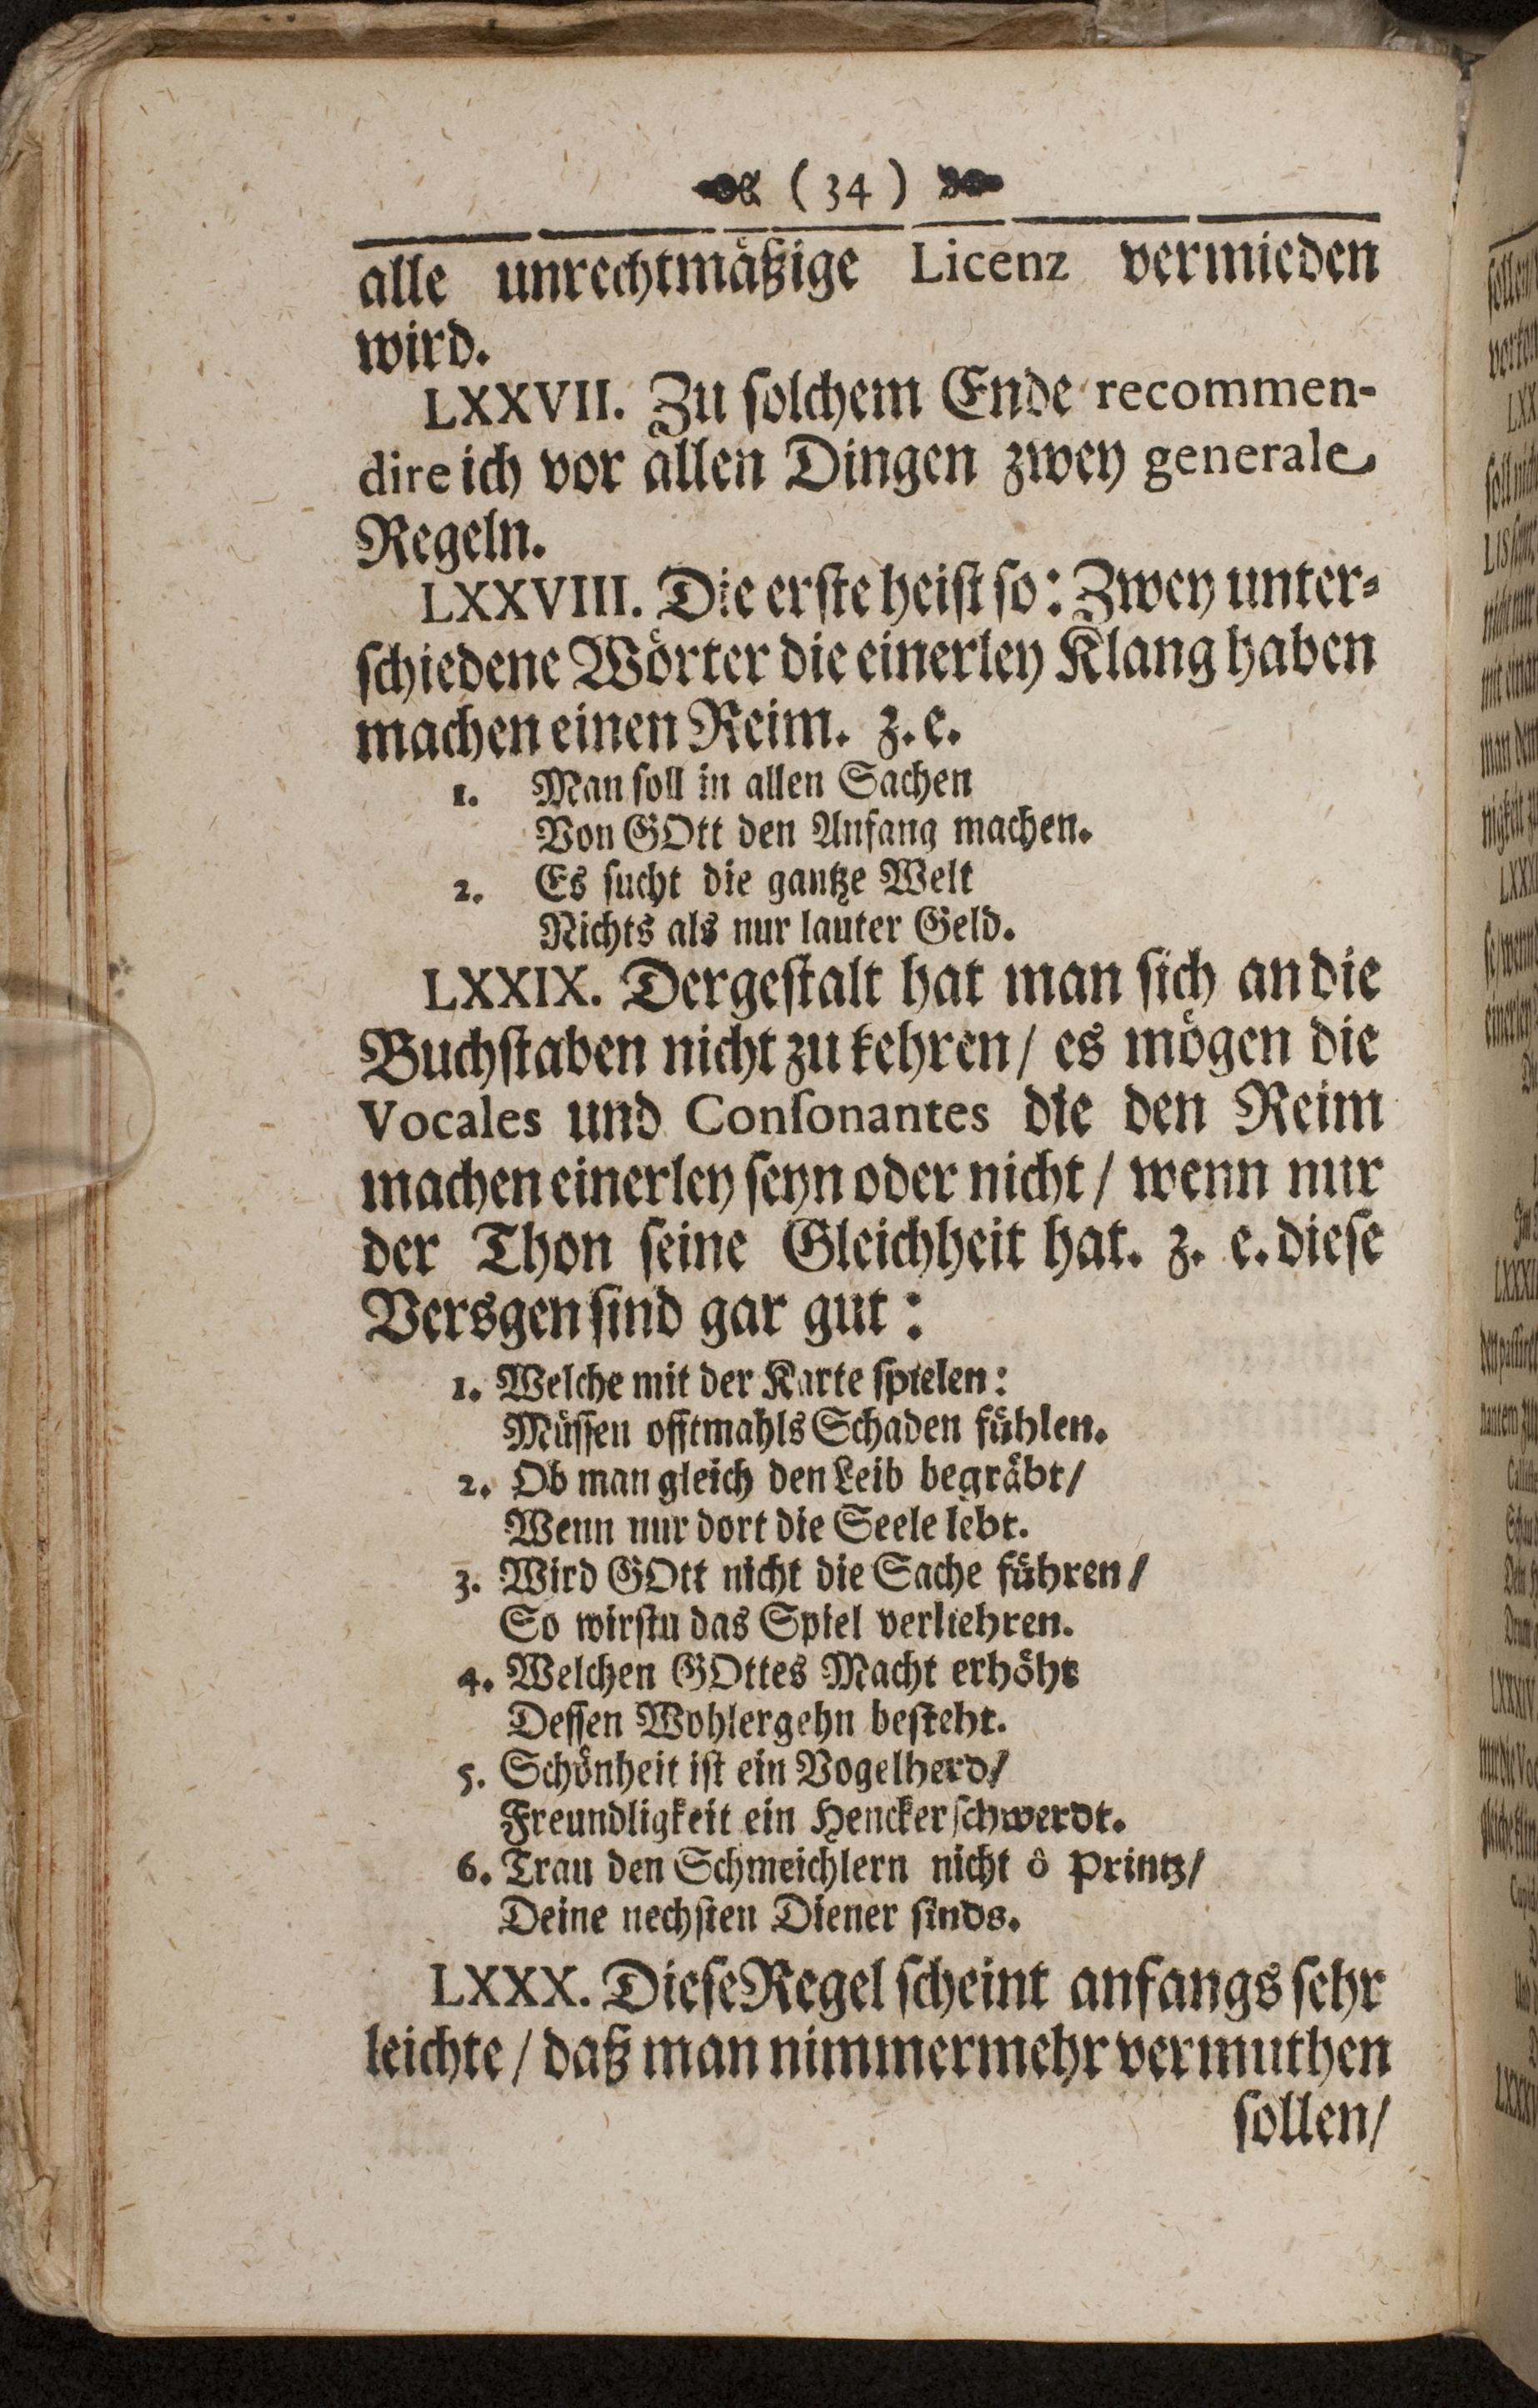 (34)
alle unrechtmäßige Licenz vermieden
wird.
LXXVII. Zu ſolchem Ende recommen-
dire ich vor allen Dingen zwey generale
Regeln.
LXXVIII. Die erſte heiſt ſo: Zwey unter-
ſchiedene Wörter die einerley Klang haben
machen einen Reim. z. e.
1. Man ſoll in allen Sachen
Von GOtt den Anfang machen.
2. Es ſucht die gantze Welt
Nichts als nur lauter Geld.
LXXIX. Dergeſtalt hat man ſich an die
Buchſtaben nicht zu kehren / es mögen die
Vocales und Conſonantes die den Reim
machen einerley ſeyn oder nicht / wenn nur
der Thon ſeine Gleichheit hat. z. e. dieſe
Versgen ſind gar gut:
1. Welche mit der Karte ſpielen:
Müſſen offtmahls Schaden fühlen.
2. Ob man gleich den Leib begräbt /
Wenn nur dort die Seele lebt.
3. Wird GOtt nicht die Sache führen /
So wirſtu das Spiel verliehren.
4. Welchen GOttes Macht erhöht
Deſſen Wohlergehn beſteht.
5. Schönheit iſt ein Vogelherd /
Freundligkeit ein Henckerſchwerdt.
6. Trau den Schmeichlern nicht ô Printz /
Deine nechſten Diener ſinds.
LXXX. Dieſe Regel ſcheint anfangs ſehr
leichte / daß man nimmermehr vermuthen
ſollen /